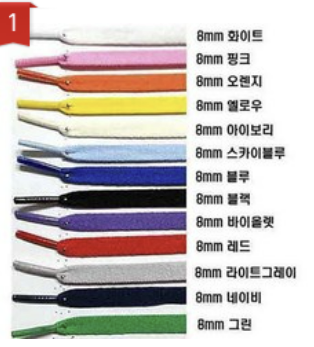 1
8mm 화이트
8mm 핑크
8mm 오렌지
8mm 옐로우
8mm 아이보리
8mm 스카이블루
8mm 블루
8mm 블랙
8mm 바이올렛
8mm 레드
8mm 라이트그레이
8mm 네이비
8mm 그린